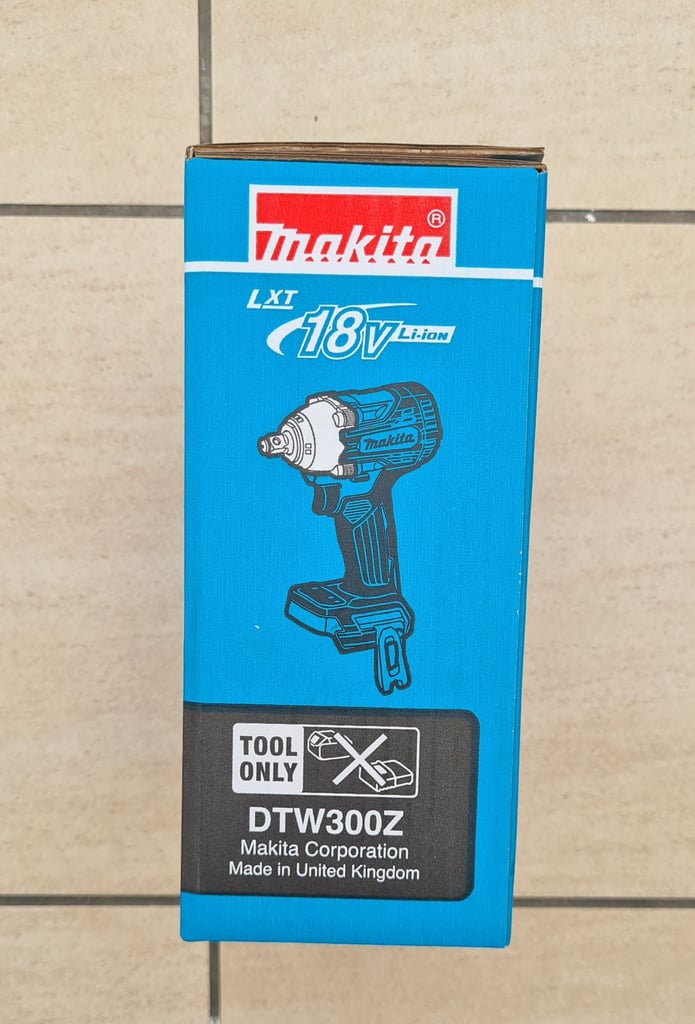 makita®
LXT
18V Li-ion
makita
TOOL
ONLY
DTW300Z
Makita Corporation
Made in United Kingdom